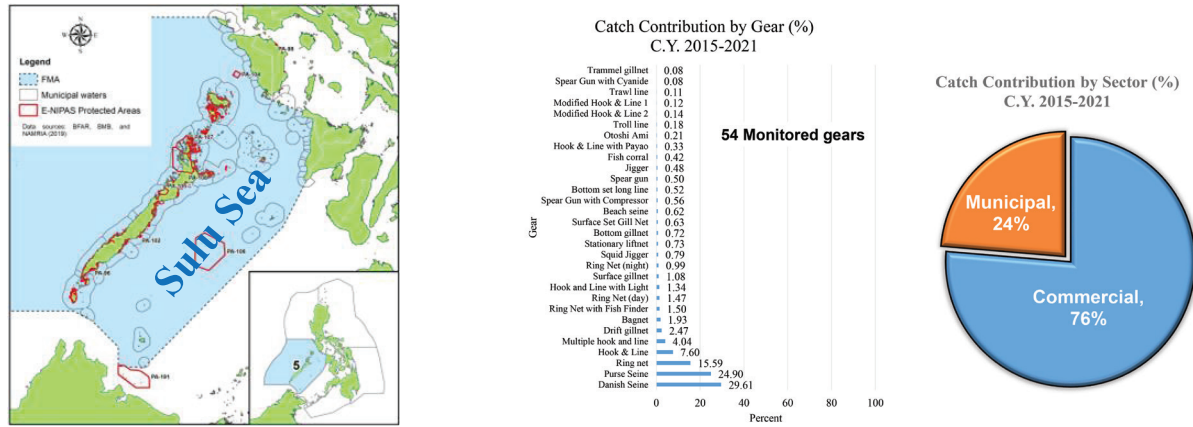 N
Legend
FMA
Municipal waters
E-NIPAS Protected Areas
Data sources: BFAR, BMB, and
NAMRIA (2019)
PA-102
PA-96
PA-101
Sulu Sea
5
Catch Contribution by Gear (%)
C.Y. 2015-2021
54 Monitored gears
Gear
Trammel gillnet 0.08
Spear Gun with Cyanide 0.08
Trawl line 0.11
Modified Hook & Line 1 0.12
Modified Hook & Line 2 0.14
Troll line 0.18
Otoshi Ami 0.21
Hook & Line with Payao 0.33
Fish corral 0.42
Jigger 0.48
Spear gun 0.50
Bottom set long line 0.52
Spear Gun with Compressor 0.56
Beach seine 0.62
Surface Set Gill Net 0.63
Bottom gillnet 0.72
Stationary liftnet 0.73
Squid Jigger 0.79
Ring Net (night) 0.99
Surface gillnet 1.08
Hook and Line with Light 1.34
Ring Net (day) 1.47
Ring Net with Fish Finder 1.50
Bagnet 1.93
Drift gillnet 2.47
Multiple hook and line 4.04
Hook & Line 7.60
Ring net 15.59
Purse Seine 24.90
Danish Seine 29.61
0 20 40 60 80 100
Percent
Catch Contribution by Sector (%)
C.Y. 2015-2021
Municipal,
24%
Commercial,
76%